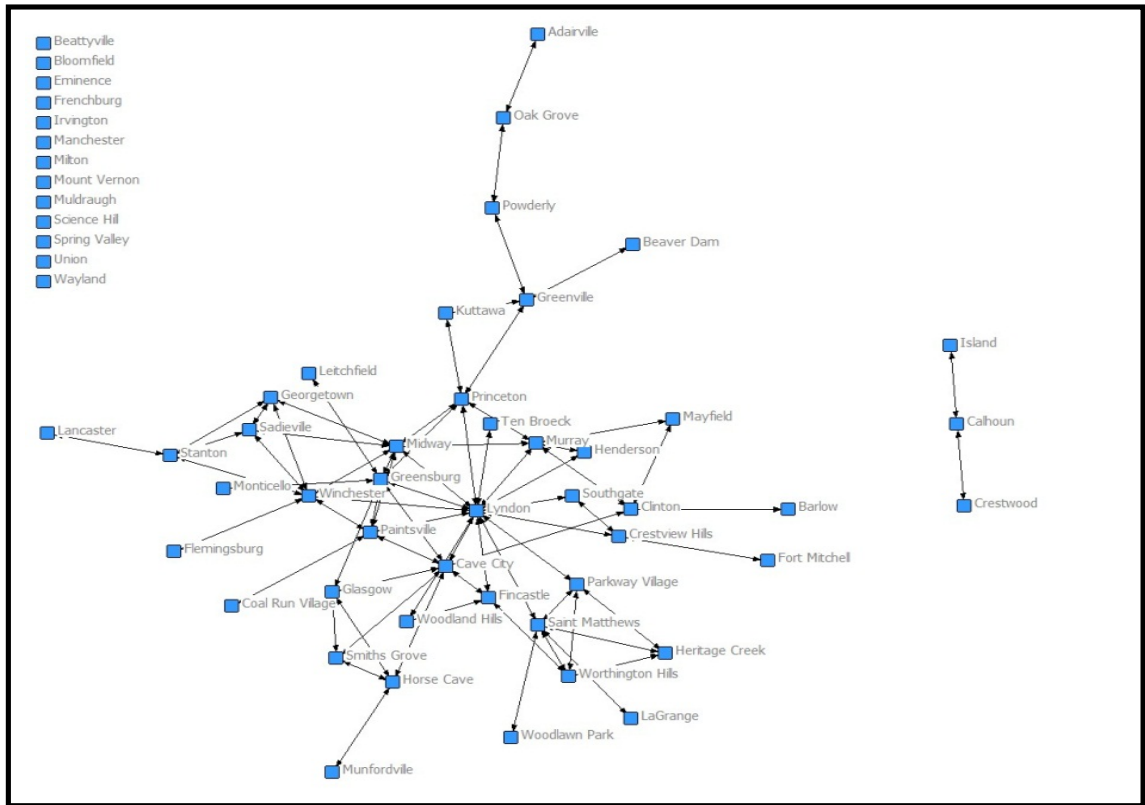 Beattyville
Bloomfield
Eminence
Frenchburg
Irvington
Manchester
Milton
Mount Vernon
Muldraugh
Science Hill
Spring Valley
Union
Wayland
Adairville
Oak Grove
Powderly
Beaver Dam
Greenville
Kuttawa
Island
Leitchfield
Georgetown
Princeton
Ten Broeck
Mayfield
Calhoun
Lancaster
Sadieville
Midway
Murray
Henderson
Stanton
Greensburg
Monticello
Winchester
Southgate
Lyndon
Clinton
Barlow
Crestwood
Paintsville
Crestview Hills
Flemingsburg
Fort Mitchell
Cave City
Parkway Village
Glasgow
Coal Run Village
Fincastle
Woodland Hills
Saint Matthews
Smiths Grove
Heritage Creek
Horse Cave
Worthington Hills
LaGrange
Woodlawn Park
Munfordville